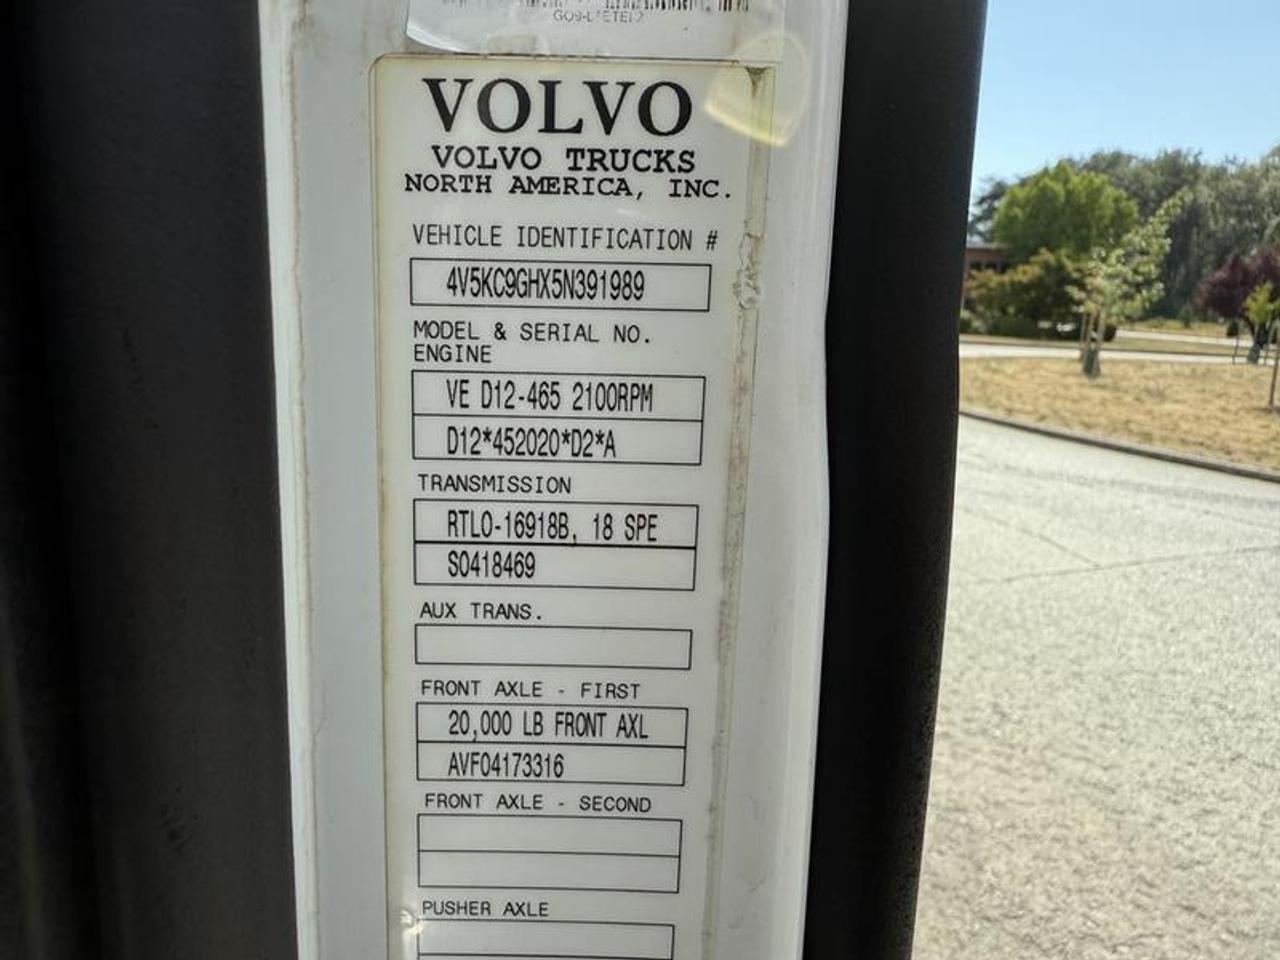 VOLVO
VOLVO TRUCKS
NORTH AMERICA, INC.
VEHICLE IDENTIFICATION #
4V5KC9GHX5N391989
MODEL & SERIAL NO.
ENGINE
VE D12-465 2100RPM
D12*452020*D2*A
TRANSMISSION
RTLO-16918B, 18 SPE
S0418469
AUX TRANS.
FRONT AXLE - FIRST
20,000 LB FRONT AXL
AVF04173316
FRONT AXLE - SECOND
PUSHER AXLE